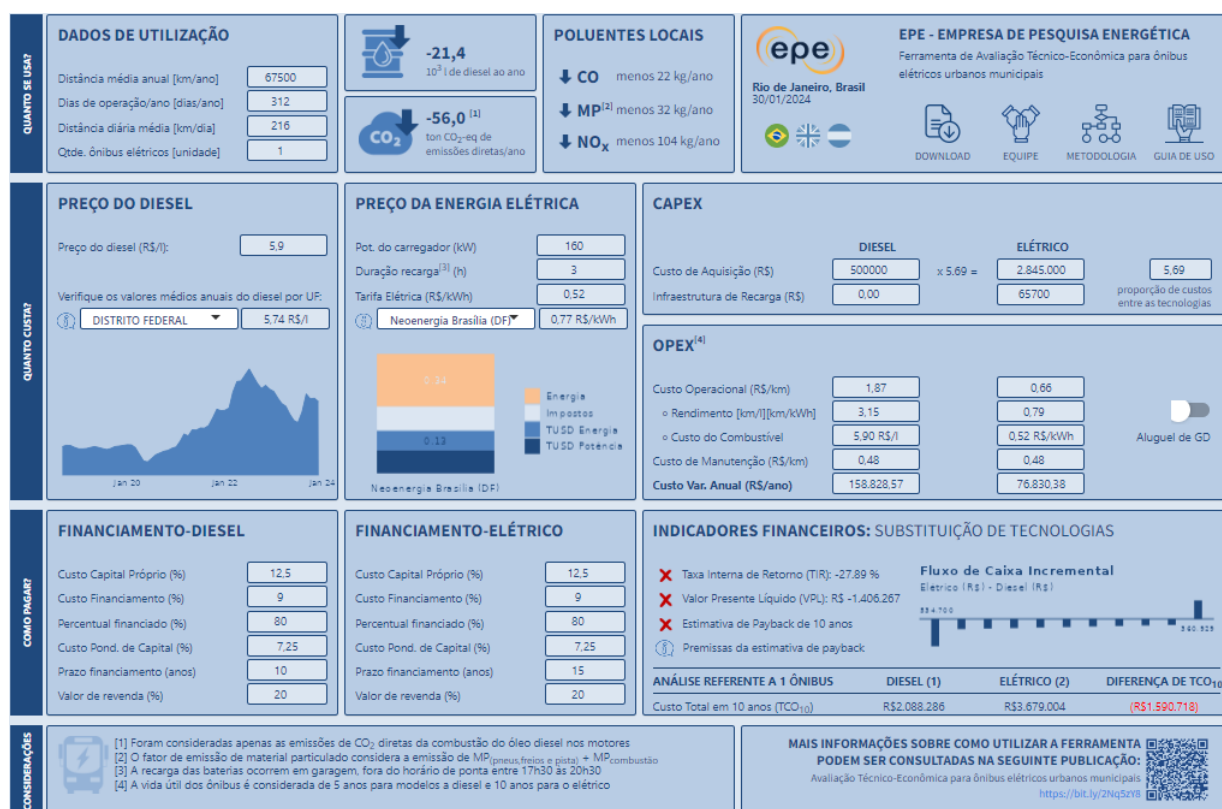 QUANTO SE USA?
DADOS DE UTILIZAÇÃO
Distância média anual [km/ano] 67500
Dias de operação/ano [dias/ano] 312
Distância diária média [km/dia] 216
Qtde. ônibus elétricos [unidade] 1
-21,4
10³ l de diesel ao ano
CO₂
-56,0 [1]
ton CO₂-eq de
emissões diretas/ano
POLUENTES LOCAIS
CO menos 22 kg/ano
MP[2] menos 32 kg/ano
NOₓ menos 104 kg/ano
epe
Rio de Janeiro, Brasil
30/01/2024
EPE - EMPRESA DE PESQUISA ENERGÉTICA
Ferramenta de Avaliação Técnico-Econômica para ônibus
elétricos urbanos municipais
DOWNLOAD EQUIPE METODOLOGIA GUIA DE USO
QUANTO CUSTA?
PREÇO DO DIESEL
Preço do diesel (R$/l): 5,9
Verifique os valores médios anuais do diesel por UF:
DISTRITO FEDERAL 5,74 R$/l
Jan 20 Jan 22 Jan 24
PREÇO DA ENERGIA ELÉTRICA
Pot. do carregador (kW) 160
Duração recarga[3] (h) 3
Tarifa Elétrica (R$/kWh) 0,52
Neoenergia Brasília (DF) 0,77 R$/kWh
0.34
0.13
Energia
Impostos
TUSD Energia
TUSD Potência
Neoenergia Brasília (DF)
CAPEX
DIESEL ELÉTRICO
Custo de Aquisição (R$) 500000 x 5.69 = 2.845.000 5,69
Infraestrutura de Recarga (R$) 0,00 65700
proporção de custos
entre as tecnologias
OPEX[4]
Custo Operacional (R$/km) 1,87 0,66
Rendimento [km/l][km/kWh] 3,15 0,79
Custo do Combustível 5,90 R$/l 0,52 R$/kWh
Custo de Manutenção (R$/km) 0,48 0,48
Custo Var. Anual (R$/ano) 158.828,57 76.830,38
Aluguel de GD
COMO PAGAR?
FINANCIAMENTO-DIESEL
Custo Capital Próprio (%) 12,5
Custo Financiamento (%) 9
Percentual financiado (%) 80
Custo Pond. de Capital (%) 7,25
Prazo financiamento (anos) 10
Valor de revenda (%) 20
FINANCIAMENTO-ELÉTRICO
Custo Capital Próprio (%) 12,5
Custo Financiamento (%) 9
Percentual financiado (%) 80
Custo Pond. de Capital (%) 7,25
Prazo financiamento (anos) 15
Valor de revenda (%) 20
INDICADORES FINANCEIROS: SUBSTITUIÇÃO DE TECNOLOGIAS
Taxa Interna de Retorno (TIR): -27.89 %
Valor Presente Líquido (VPL): R$ -1.406.267
Estimativa de Payback de 10 anos
Premissas da estimativa de payback
Fluxo de Caixa Incremental
Elétrico (R$) - Diesel (R$)
ANÁLISE REFERENTE A 1 ÔNIBUS DIESEL (1) ELÉTRICO (2) DIFERENÇA DE TCO₁₀
Custo Total em 10 anos (TCO₁₀) R$2.088.286 R$3.679.004 (R$1.590.718)
CONSIDERAÇÕES
[1] Foram consideradas apenas as emissões de CO₂ diretas da combustão do óleo diesel nos motores
[2] O fator de emissão de material particulado considera a emissão de MP(pneus,freios e pista) + MPcombustão
[3] A recarga das baterias ocorrem em garagem, fora do horário de ponta entre 17h30 às 20h30
[4] A vida útil dos ônibus é considerada de 5 anos para modelos a diesel e 10 anos para o elétrico
MAIS INFORMAÇÕES SOBRE COMO UTILIZAR A FERRAMENTA
PODEM SER CONSULTADAS NA SEGUINTE PUBLICAÇÃO:
Avaliação Técnico-Econômica para ônibus elétricos urbanos municipais
https://bit.ly/2Nq5zY8